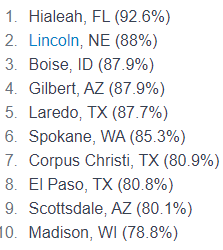 1. Hialeah, FL (92.6%)
2. Lincoln, NE (88%)
3. Boise, ID (87.9%)
4. Gilbert, AZ (87.9%)
5. Laredo, TX (87.7%)
6. Spokane, WA (85.3%)
7. Corpus Christi, TX (80.9%)
8. El Paso, TX (80.8%)
9. Scottsdale, AZ (80.1%)
10. Madison, WI (78.8%)